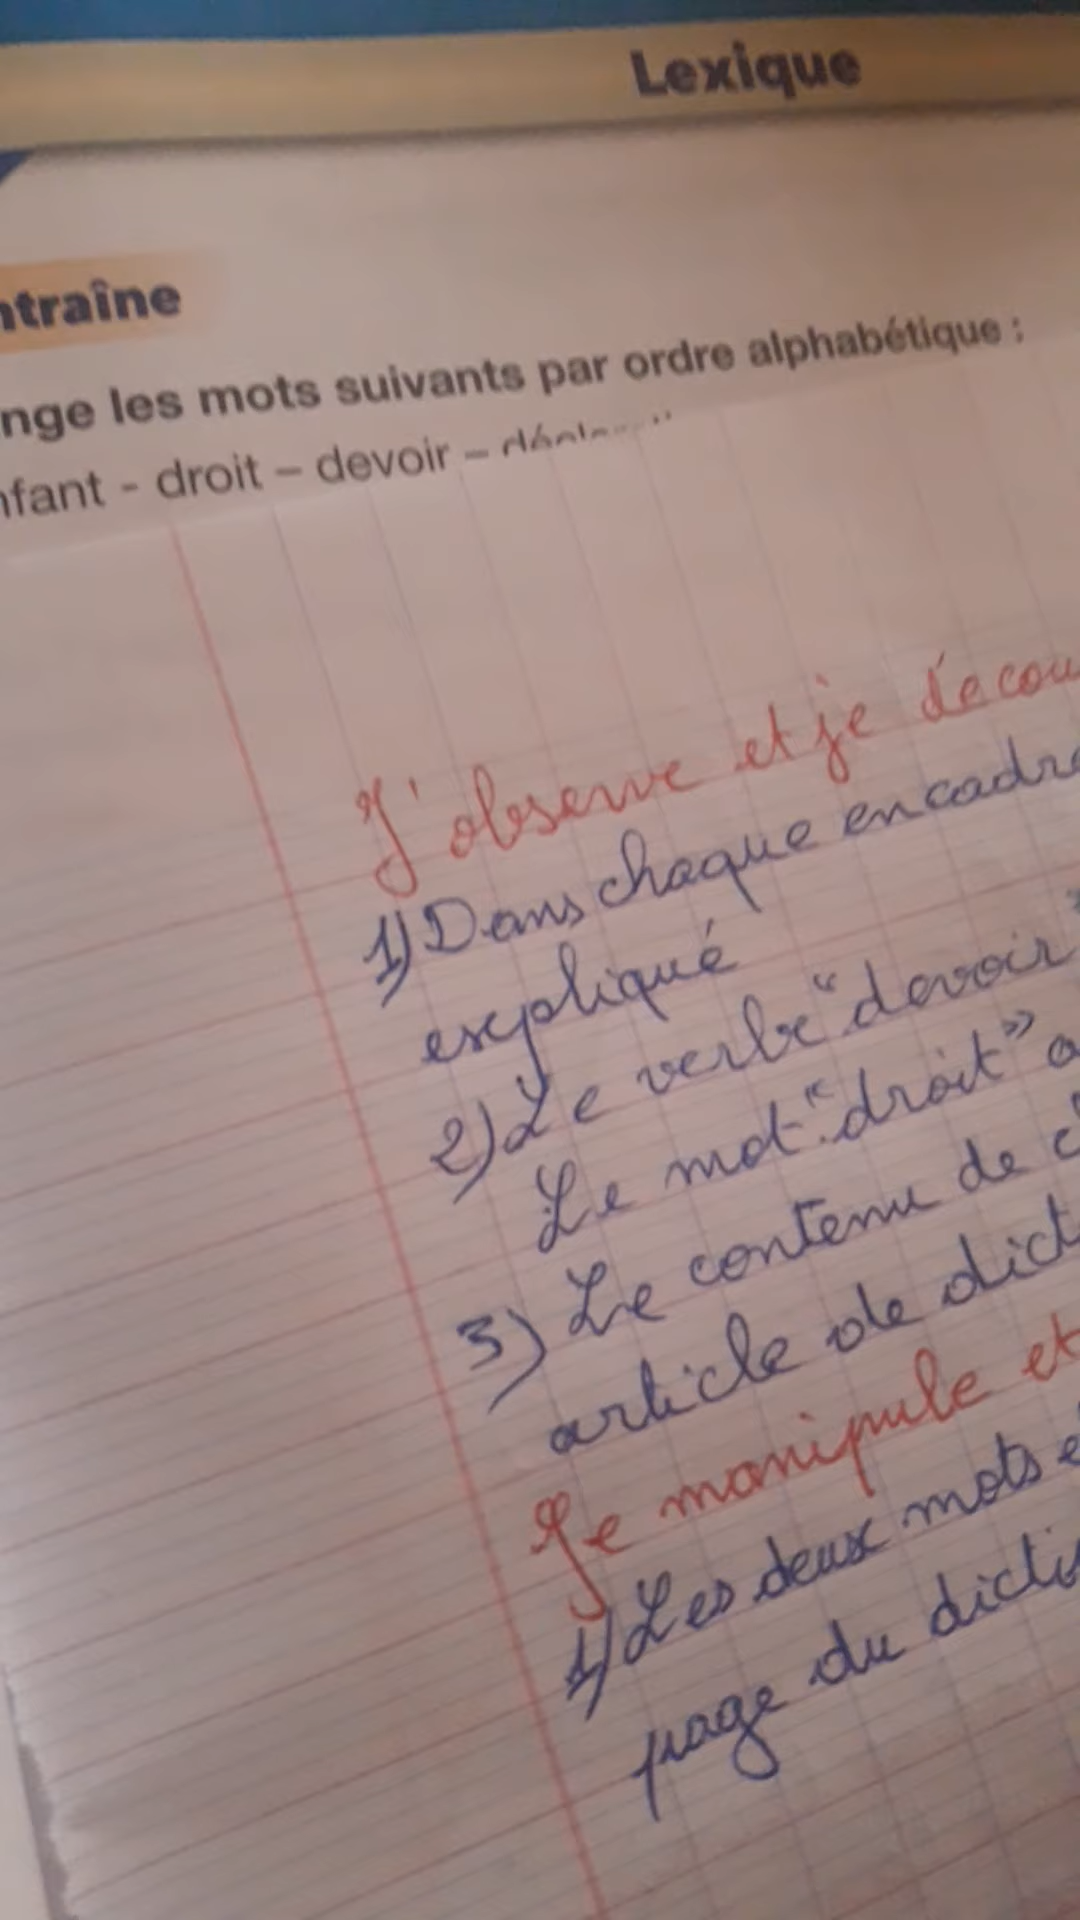 Lexique
ntraîne
nge les mots suivants par ordre alphabétique :
nfant - droit – devoir –
J'observe et je décou
1) Dans chaque encadré
expliqué
2) Le verbe "devoir"
Le mot "droit" a
3) Le contenu de c
article de dict
Je manipule et
1) Les deux mots e
page du dicti